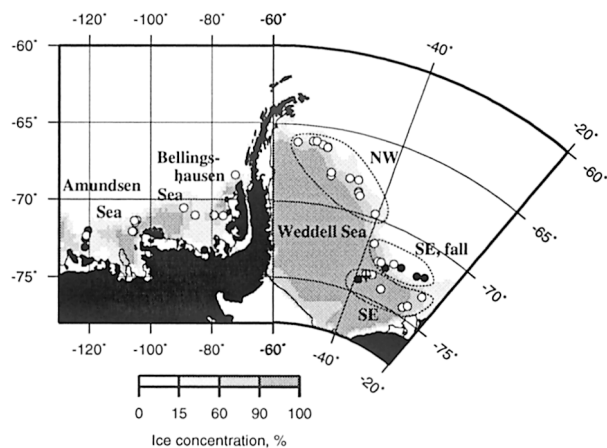 -120° -100° -80° -60°
-40°
-60°
-20°
-60°
-65°
Bellings-
hausen
Sea
NW
Amundsen
Sea
-65°
-70°
Weddell Sea
SE, fall
-70°
-75°
SE
-75°
-120° -100° -80° -60° -40° -20°
0 15 60 90 100
Ice concentration, %